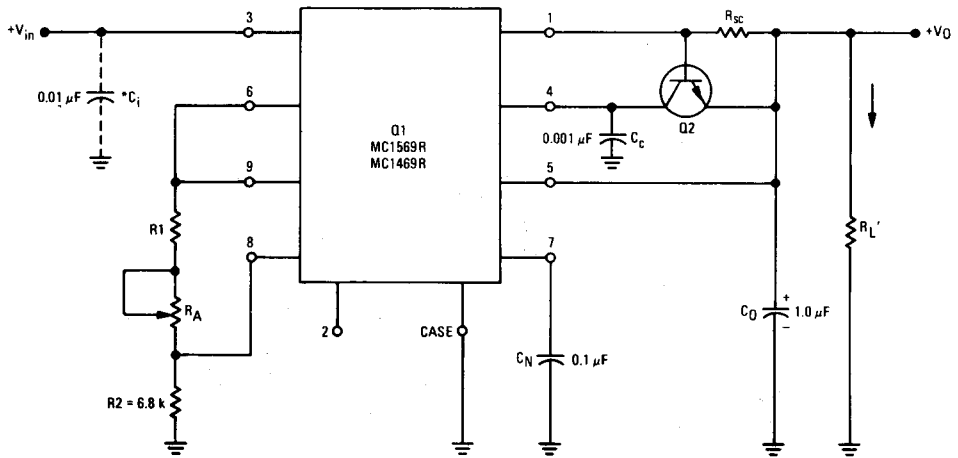 +Vin
3
1
RSC
+VO
0.01 µF
*Ci
6
Q1
MC1569R
MC1469R
4
Q2
0.001 µF
Cc
9
5
R1
8
7
RL'
RA
2
CASE
CN
0.1 µF
CO
+
1.0 µF
−
R2 = 6.8 k